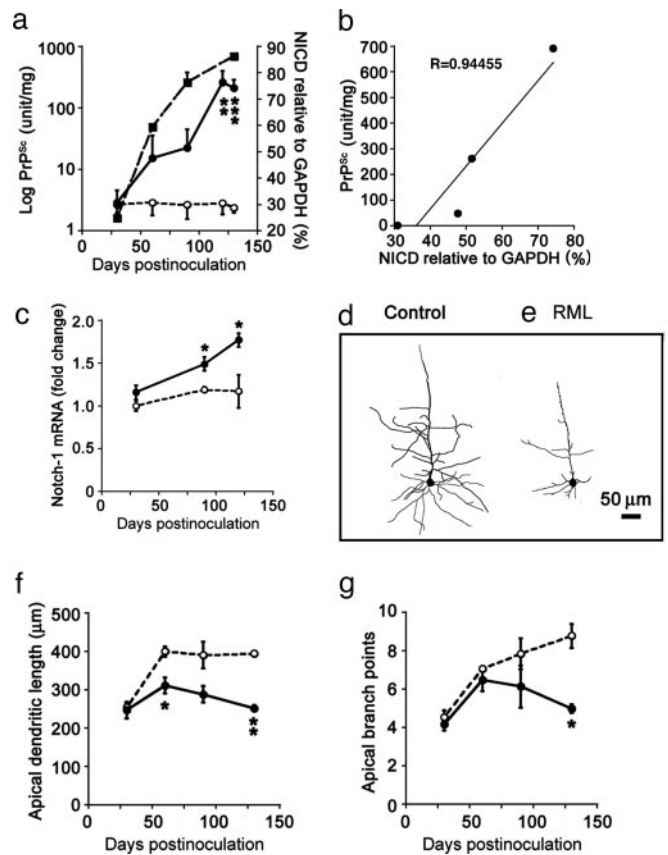 a
Log PrPSc (unit/mg)
1000
100
10
1
NICD relative to GAPDH (%)
90
80
70
60
50
40
30
20
**
***
0 50 100 150
Days postinoculation
b
PrPSc (unit/mg)
700
600
500
400
300
200
100
0
R=0.94455
30 40 50 60 70 80
NICD relative to GAPDH (%)
c
Notch-1 mRNA (fold change)
2.0
1.5
1.0
0.5
0.0
*
*
0 50 100 150
Days postinoculation
d Control
e RML
50 µm
f
Apical dendritic length (µm)
500
400
300
200
100
0
*
**
0 50 100 150
Days postinoculation
g
Apical branch points
10
8
6
4
2
0
*
0 50 100 150
Days postinoculation